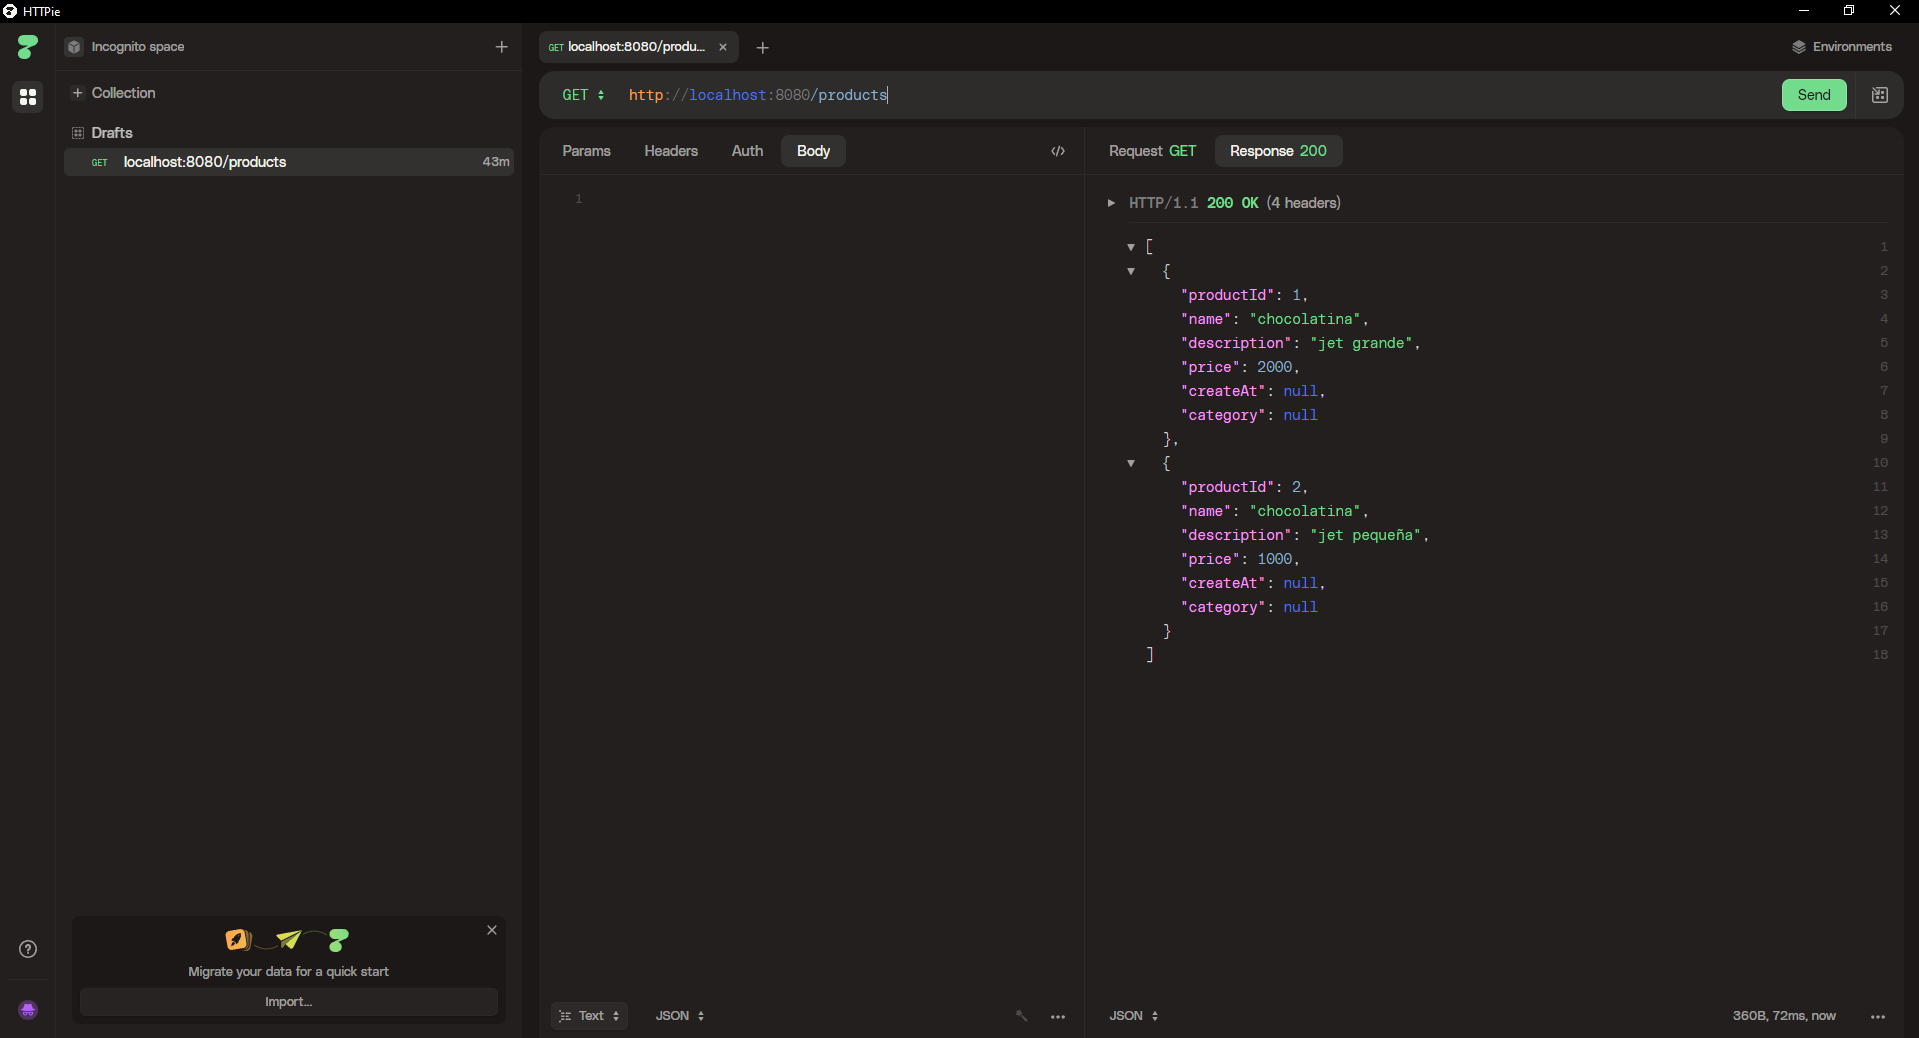 HTTPie
Incognito space
GET localhost:8080/produ...
Environments
Collection
GET http://localhost:8080/products
Send
Drafts
GET localhost:8080/products 43m
Params Headers Auth Body
Request GET Response 200
1
HTTP/1.1 200 OK (4 headers)
[ 1
{ 2
"productId": 1, 3
"name": "chocolatina", 4
"description": "jet grande", 5
"price": 2000, 6
"createAt": null, 7
"category": null 8
}, 9
{ 10
"productId": 2, 11
"name": "chocolatina", 12
"description": "jet pequeña", 13
"price": 1000, 14
"createAt": null, 15
"category": null 16
} 17
] 18
Migrate your data for a quick start
Import...
Text JSON
JSON
360B, 72ms, now